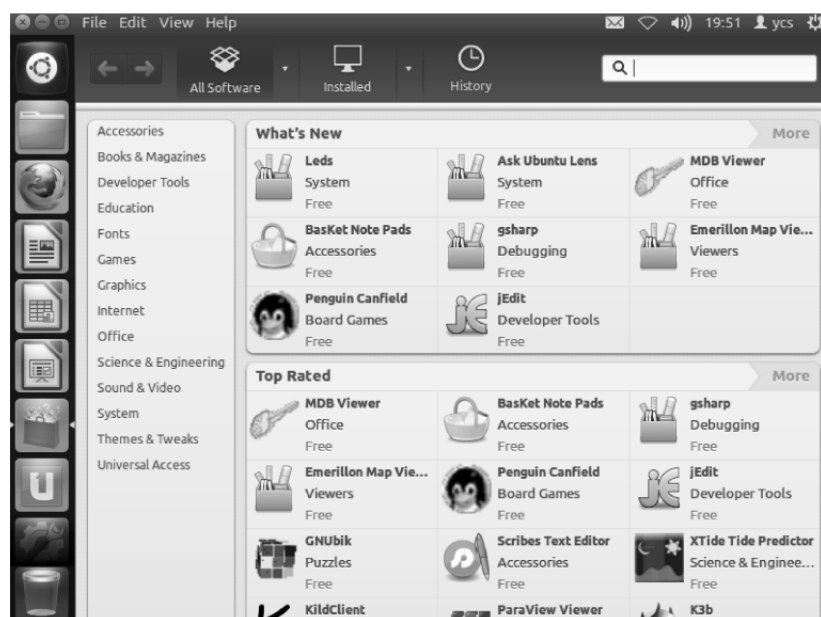 File Edit View Help
19:51 ycs
All Software
Installed
History
Accessories
Books & Magazines
Developer Tools
Education
Fonts
Games
Graphics
Internet
Office
Science & Engineering
Sound & Video
System
Themes & Tweaks
Universal Access
What's New More
Leds
System
Free
Ask Ubuntu Lens
System
Free
MDB Viewer
Office
Free
BasKet Note Pads
Accessories
Free
gsharp
Debugging
Free
Emerillon Map Vie...
Viewers
Free
Penguin Canfield
Board Games
Free
jEdit
Developer Tools
Free
Top Rated More
MDB Viewer
Office
Free
BasKet Note Pads
Accessories
Free
gsharp
Debugging
Free
Emerillon Map Vie...
Viewers
Free
Penguin Canfield
Board Games
Free
jEdit
Developer Tools
Free
GNUbik
Puzzles
Free
Scribes Text Editor
Accessories
Free
XTide Tide Predictor
Science & Enginee...
Free
KildClient
ParaView Viewer
K3b